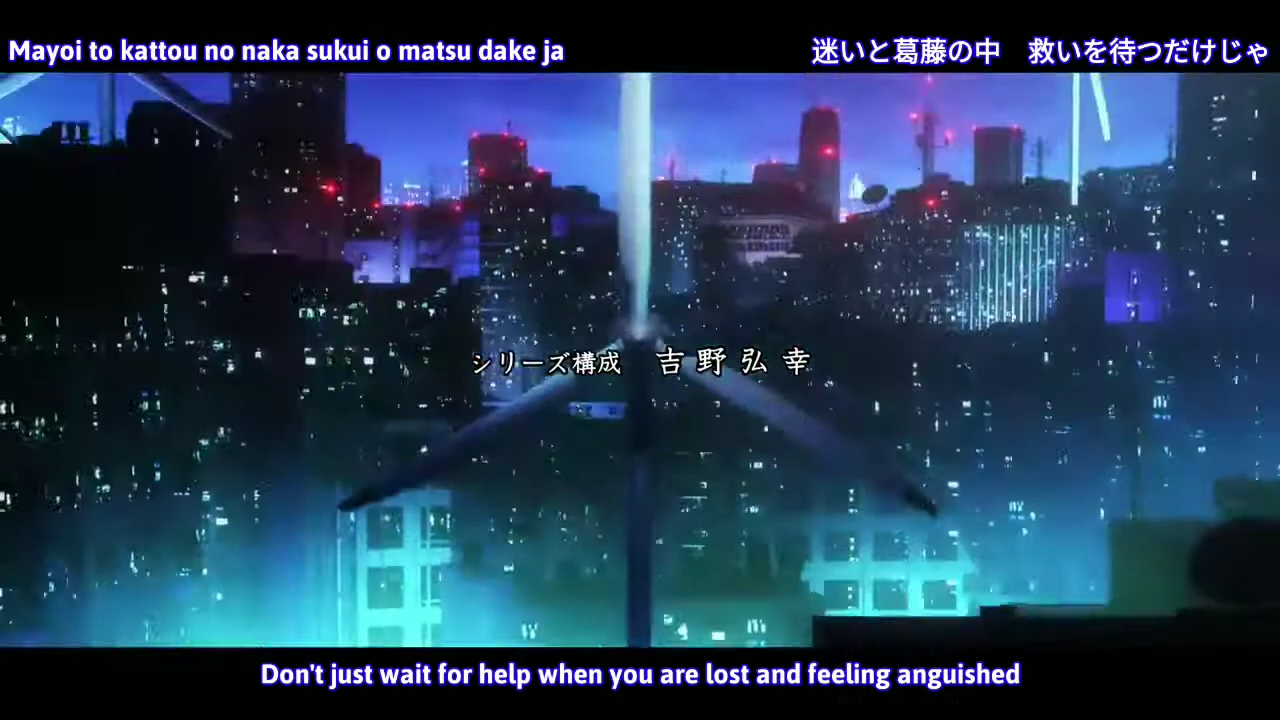 Mayoi to kattou no naka sukui o matsu dake ja
迷いと葛藤の中　救いを待つだけじゃ
シリーズ構成　吉野弘幸
Don't just wait for help when you are lost and feeling anguished